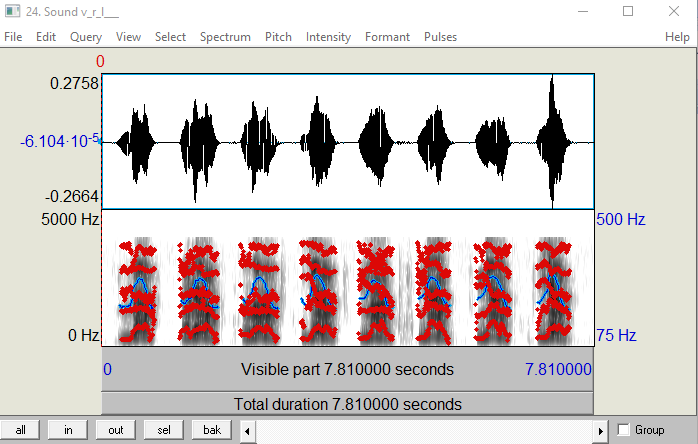 24. Sound v_r_l___
File Edit Query View Select Spectrum Pitch Intensity Formant Pulses Help
0
0.2758
-6.104·10⁻⁵
-0.2664
5000 Hz 500 Hz
0 Hz 75 Hz
0 Visible part 7.810000 seconds 7.810000
Total duration 7.810000 seconds
all in out sel bak Group